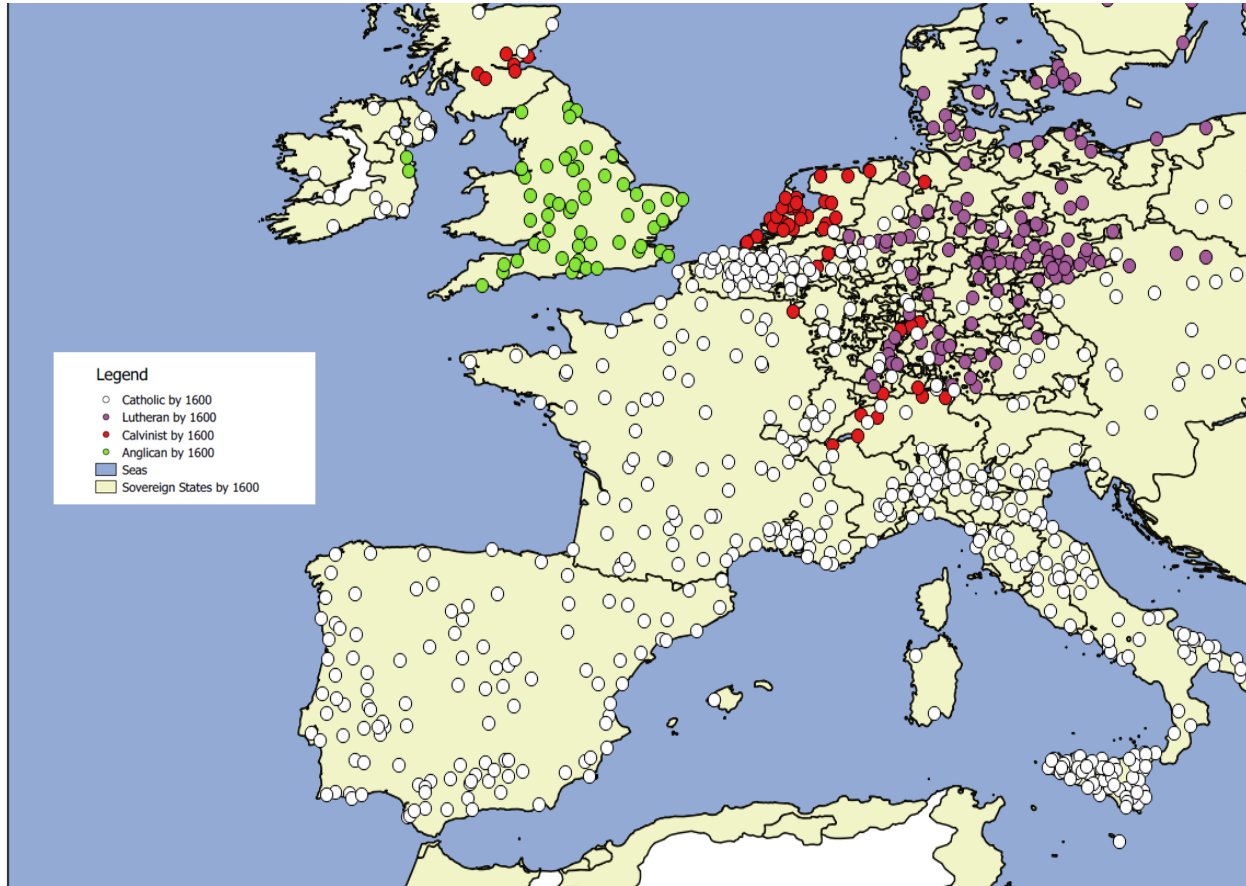 Legend
Catholic by 1600
Lutheran by 1600
Calvinist by 1600
Anglican by 1600
Seas
Sovereign States by 1600